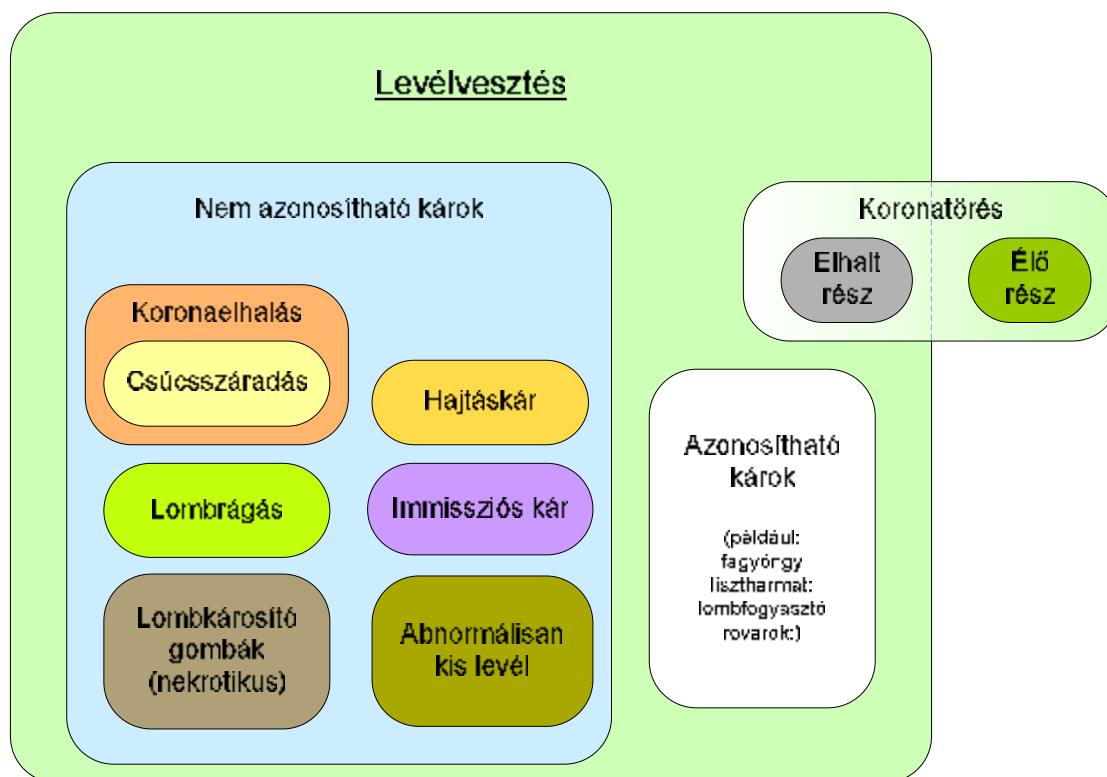 Levélvesztés
Nem azonosítható károk
Koronatörés
Elhalt
rész
Élő
rész
Koronaelhalás
Csúcsszáradás
Hajtáskár
Azonosítható
károk
(például:
fagyöngy
lisztharmat:
lombfogyasztó
rovarok:)
Lombrágás
Immissziós kár
Lombkárosító
gombák
(nekrotikus)
Abnormálisan
kis levél